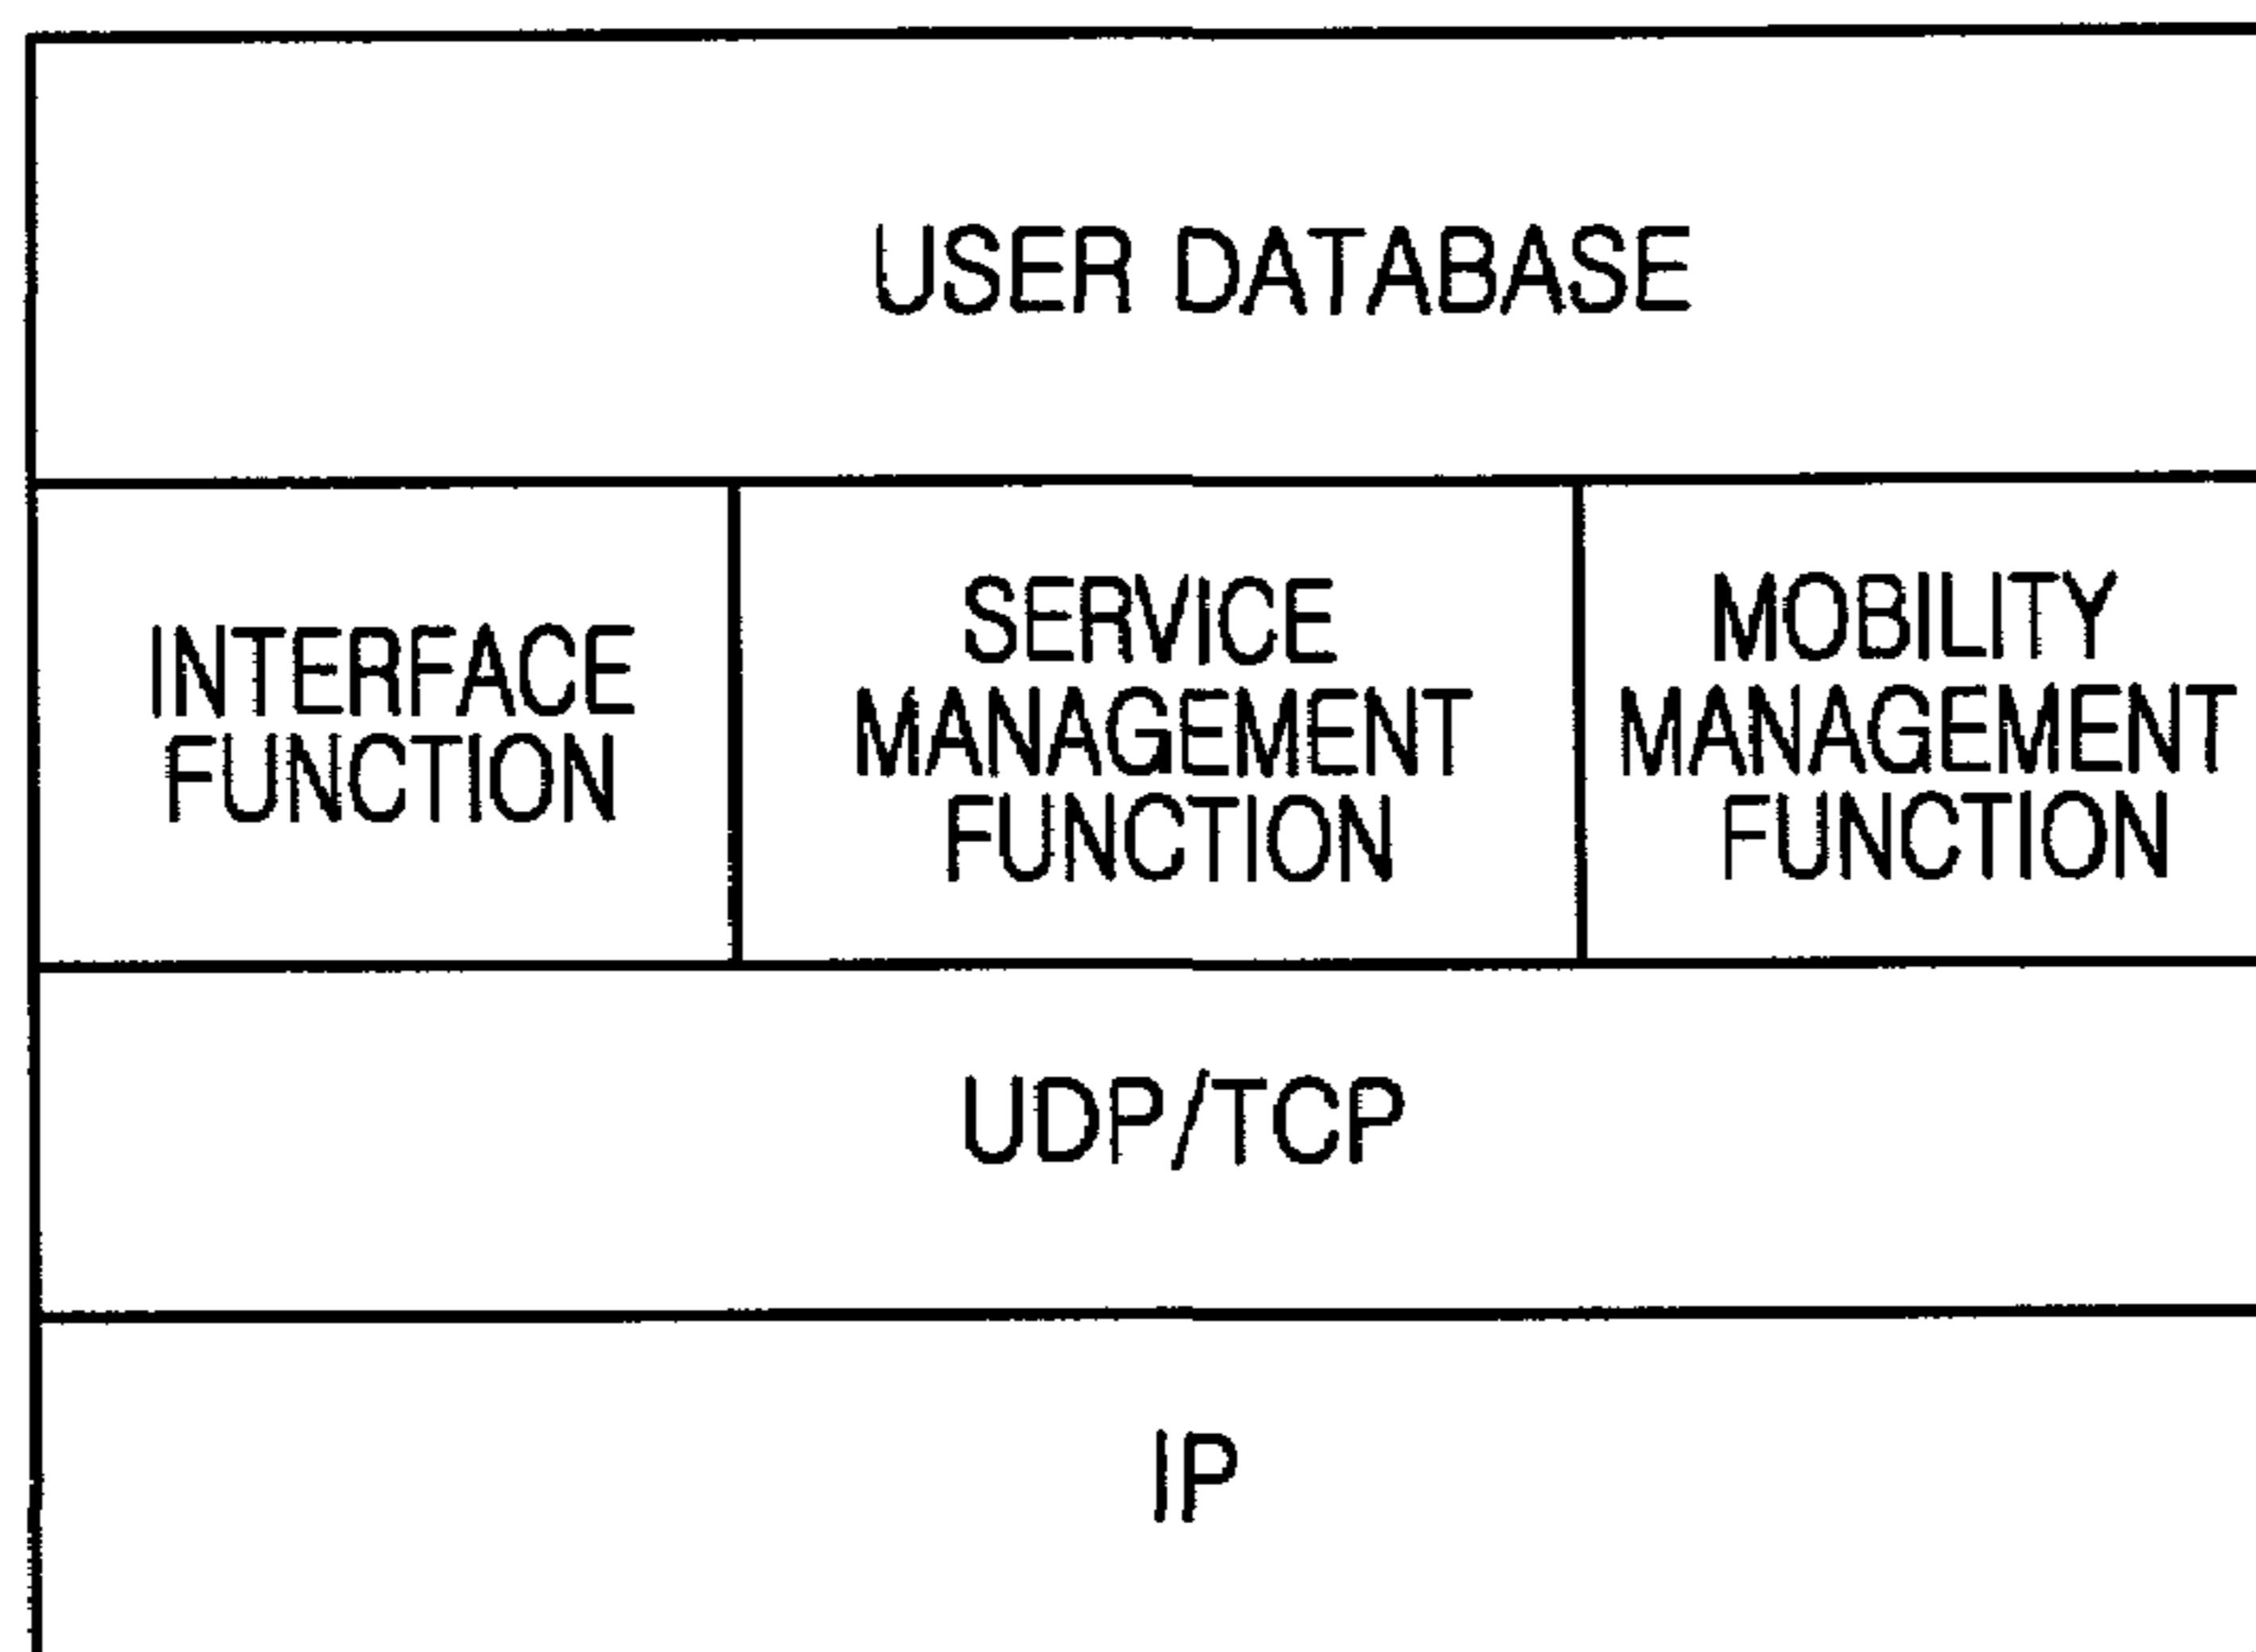 USER DATABASE
INTERFACE
FUNCTION
SERVICE
MANAGEMENT
FUNCTION
MOBILITY
MANAGEMENT
FUNCTION
UDP/TCP
IP